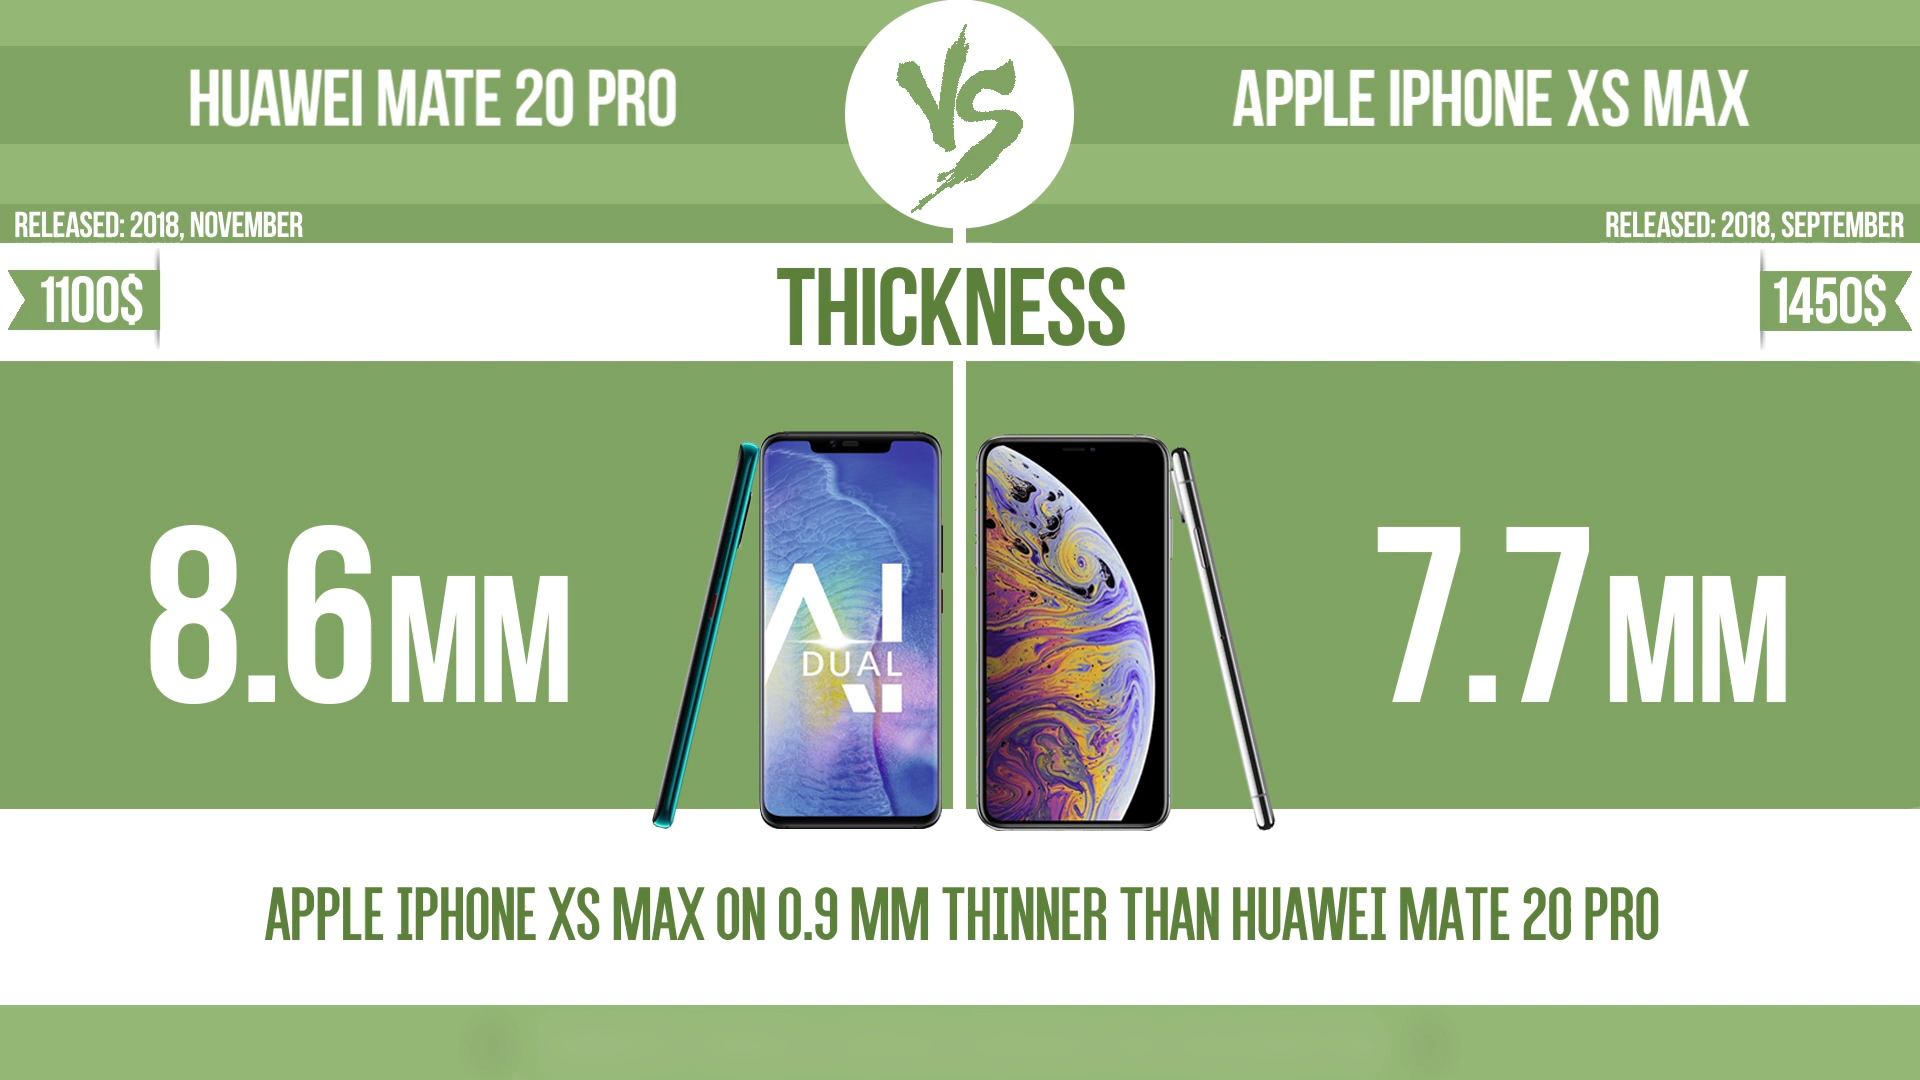 HUAWEI MATE 20 PRO
VS
APPLE IPHONE XS MAX
RELEASED: 2018, NOVEMBER
RELEASED: 2018, SEPTEMBER
1100$
THICKNESS
1450$
8.6MM
AI
DUAL
7.7MM
APPLE IPHONE XS MAX ON 0.9 MM THINNER THAN HUAWEI MATE 20 PRO